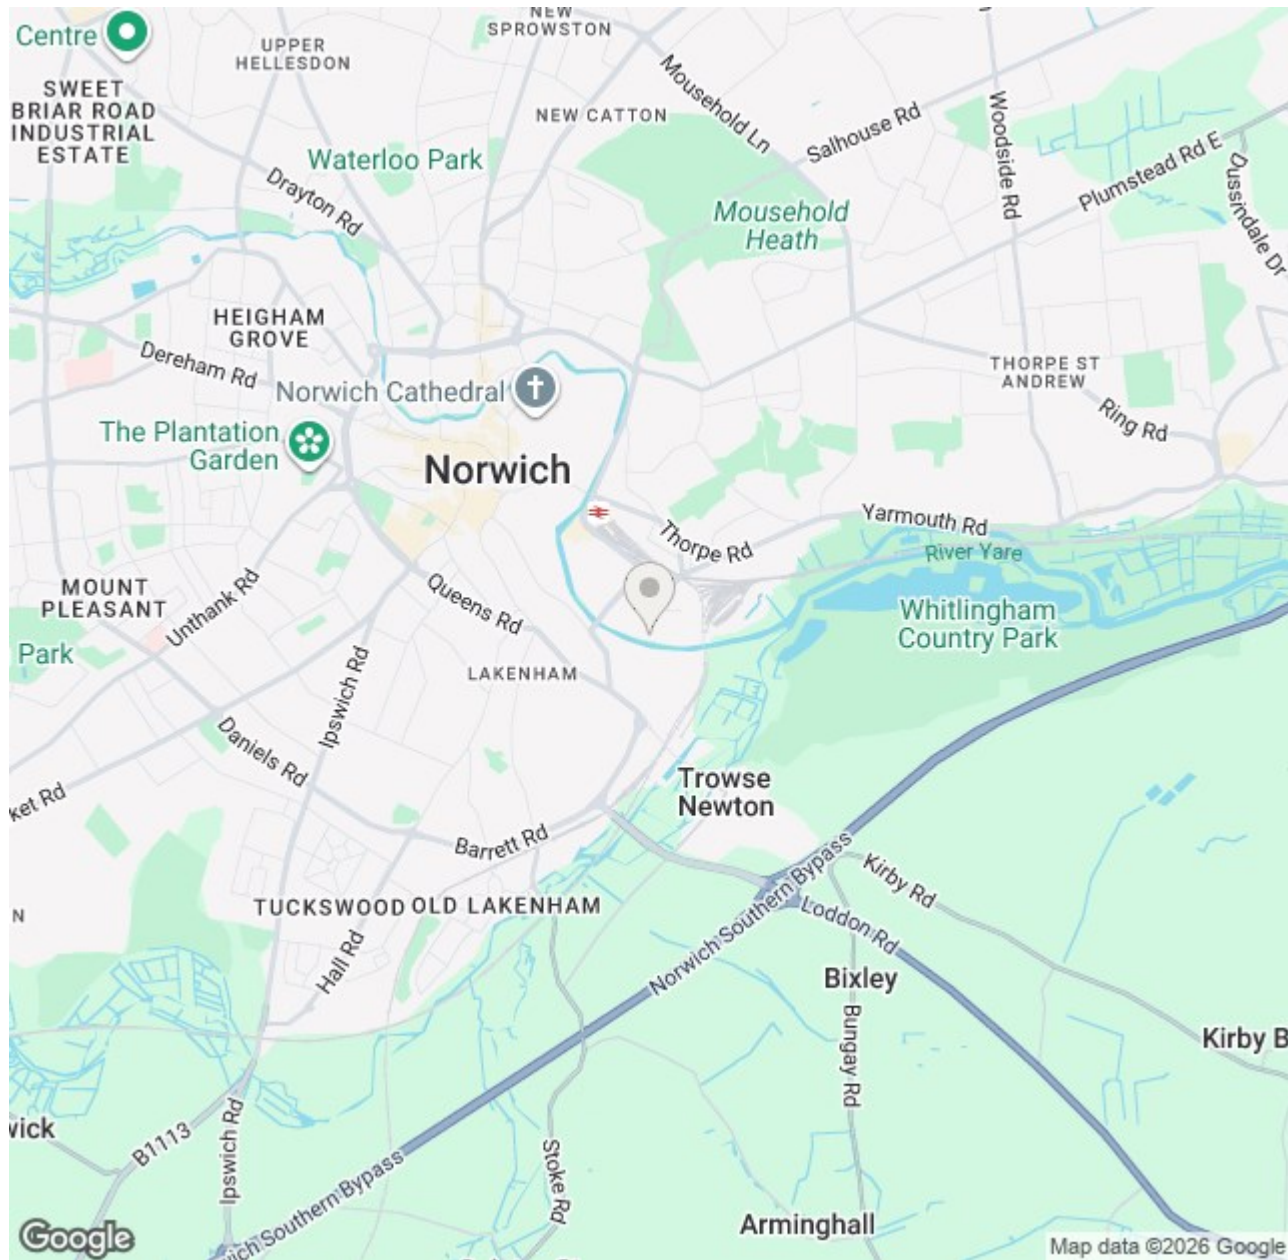 NEW
SPROWSTON
Centre
UPPER
HELLESDON
SWEET
BRIAR ROAD
INDUSTRIAL
ESTATE
NEW CATTON
Mousehold Ln
Salhouse Rd
Woodside Rd
Plumstead Rd E
Dussindale Dr
Waterloo Park
Drayton Rd
Mousehold
Heath
HEIGHAM
GROVE
Dereham Rd
Norwich Cathedral
THORPE ST
ANDREW
Ring Rd
The Plantation
Garden
Norwich
Yarmouth Rd
Thorpe Rd
River Yare
MOUNT
PLEASANT
Unthank Rd
Queens Rd
Whitlingham
Country Park
Park
LAKENHAM
Ipswich Rd
Daniels Rd
ket Rd
Trowse
Newton
Barrett Rd
Kirby Rd
TUCKSWOOD
OLD LAKENHAM
N
Loddon Rd
Hall Rd
Norwich Southern Bypass
Bixley
Bungay Rd
Kirby B
wick
B1113
Ipswich Rd
Stoke Rd
ich Southern Bypass
Arminghall
Google
Map data ©2026 Google